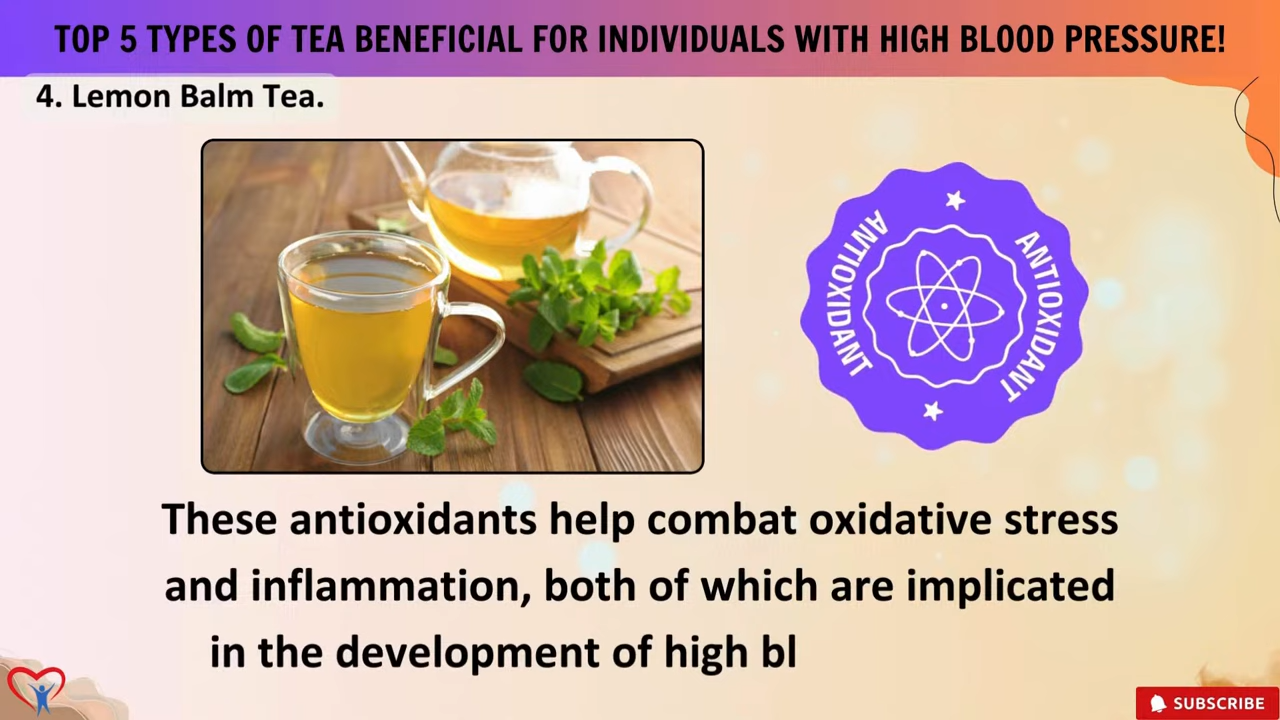 TOP 5 TYPES OF TEA BENEFICIAL FOR INDIVIDUALS WITH HIGH BLOOD PRESSURE!
4. Lemon Balm Tea.
ANTIOXIDANT
ANTIOXIDANT
These antioxidants help combat oxidative stress
and inflammation, both of which are implicated
in the development of high bl
SUBSCRIBE